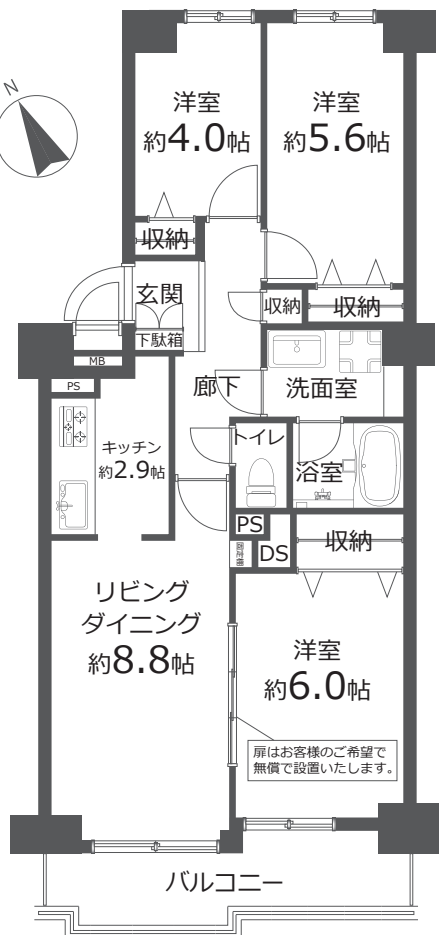 N
洋室
約4.0帖
洋室
約5.6帖
収納
玄関
下駄箱
収納
収納
MB
PS
廊下
洗面室
キッチン
約2.9帖
トイレ
浴室
PS
DS
固定棚
収納
リビング
ダイニング
約8.8帖
洋室
約6.0帖
扉はお客様のご希望で
無償で設置いたします。
バルコニー